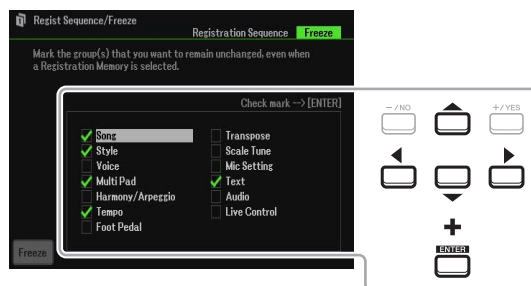 Regist Sequence/Freeze
Registration Sequence Freeze
Mark the group(s) that you want to remain unchanged, even when
a Registration Memory is selected.
Check mark --> [ENTER]
Song
Style
Voice
Multi Pad
Harmony/Arpeggio
Tempo
Foot Pedal
Transpose
Scale Tune
Mic Setting
Text
Audio
Live Control
Freeze
-/NO
+/YES
+
ENTER